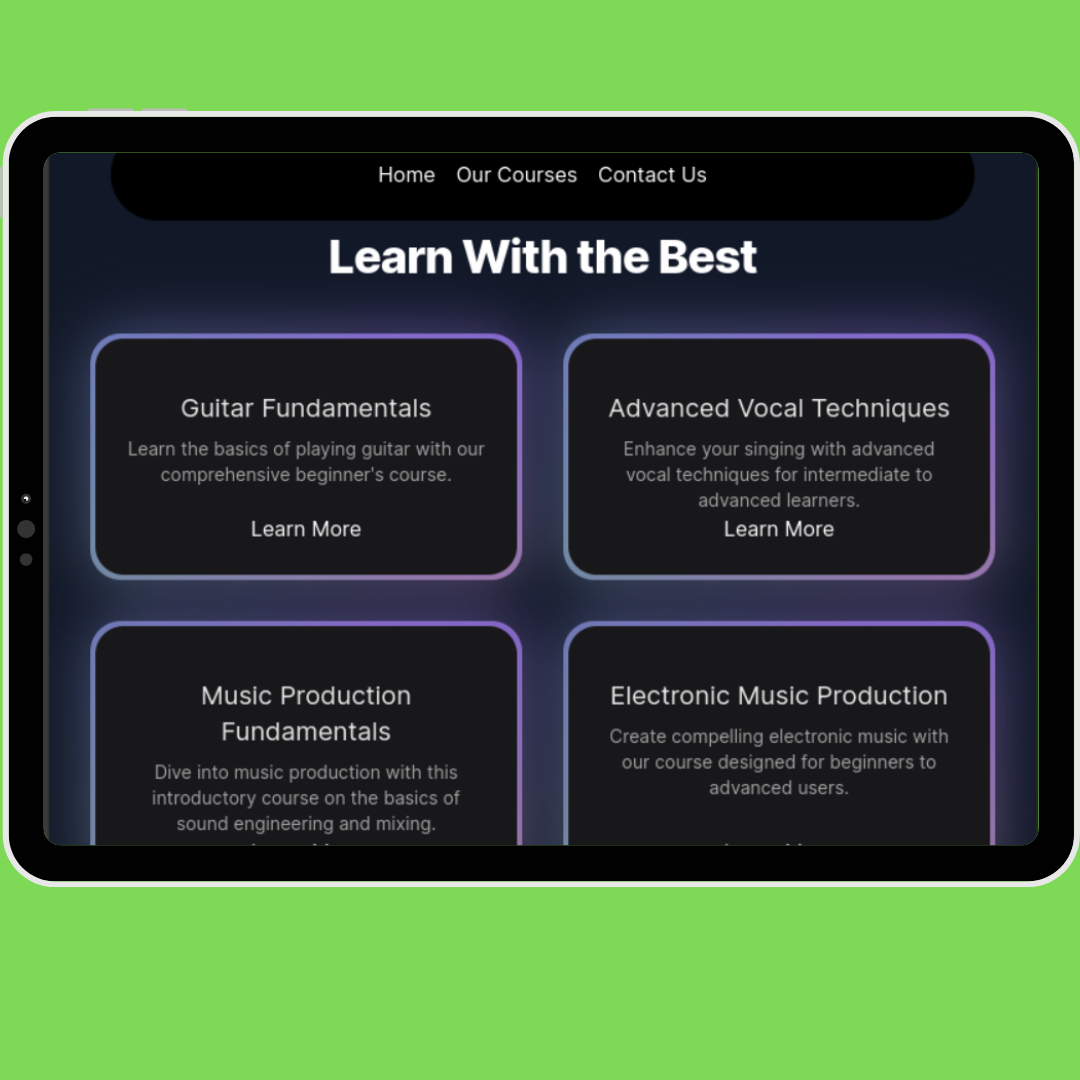 Home Our Courses Contact Us
Learn With the Best
Guitar Fundamentals
Learn the basics of playing guitar with our
comprehensive beginner's course.
Learn More
Advanced Vocal Techniques
Enhance your singing with advanced
vocal techniques for intermediate to
advanced learners.
Learn More
Music Production
Fundamentals
Dive into music production with this
introductory course on the basics of
sound engineering and mixing.
Electronic Music Production
Create compelling electronic music with
our course designed for beginners to
advanced users.